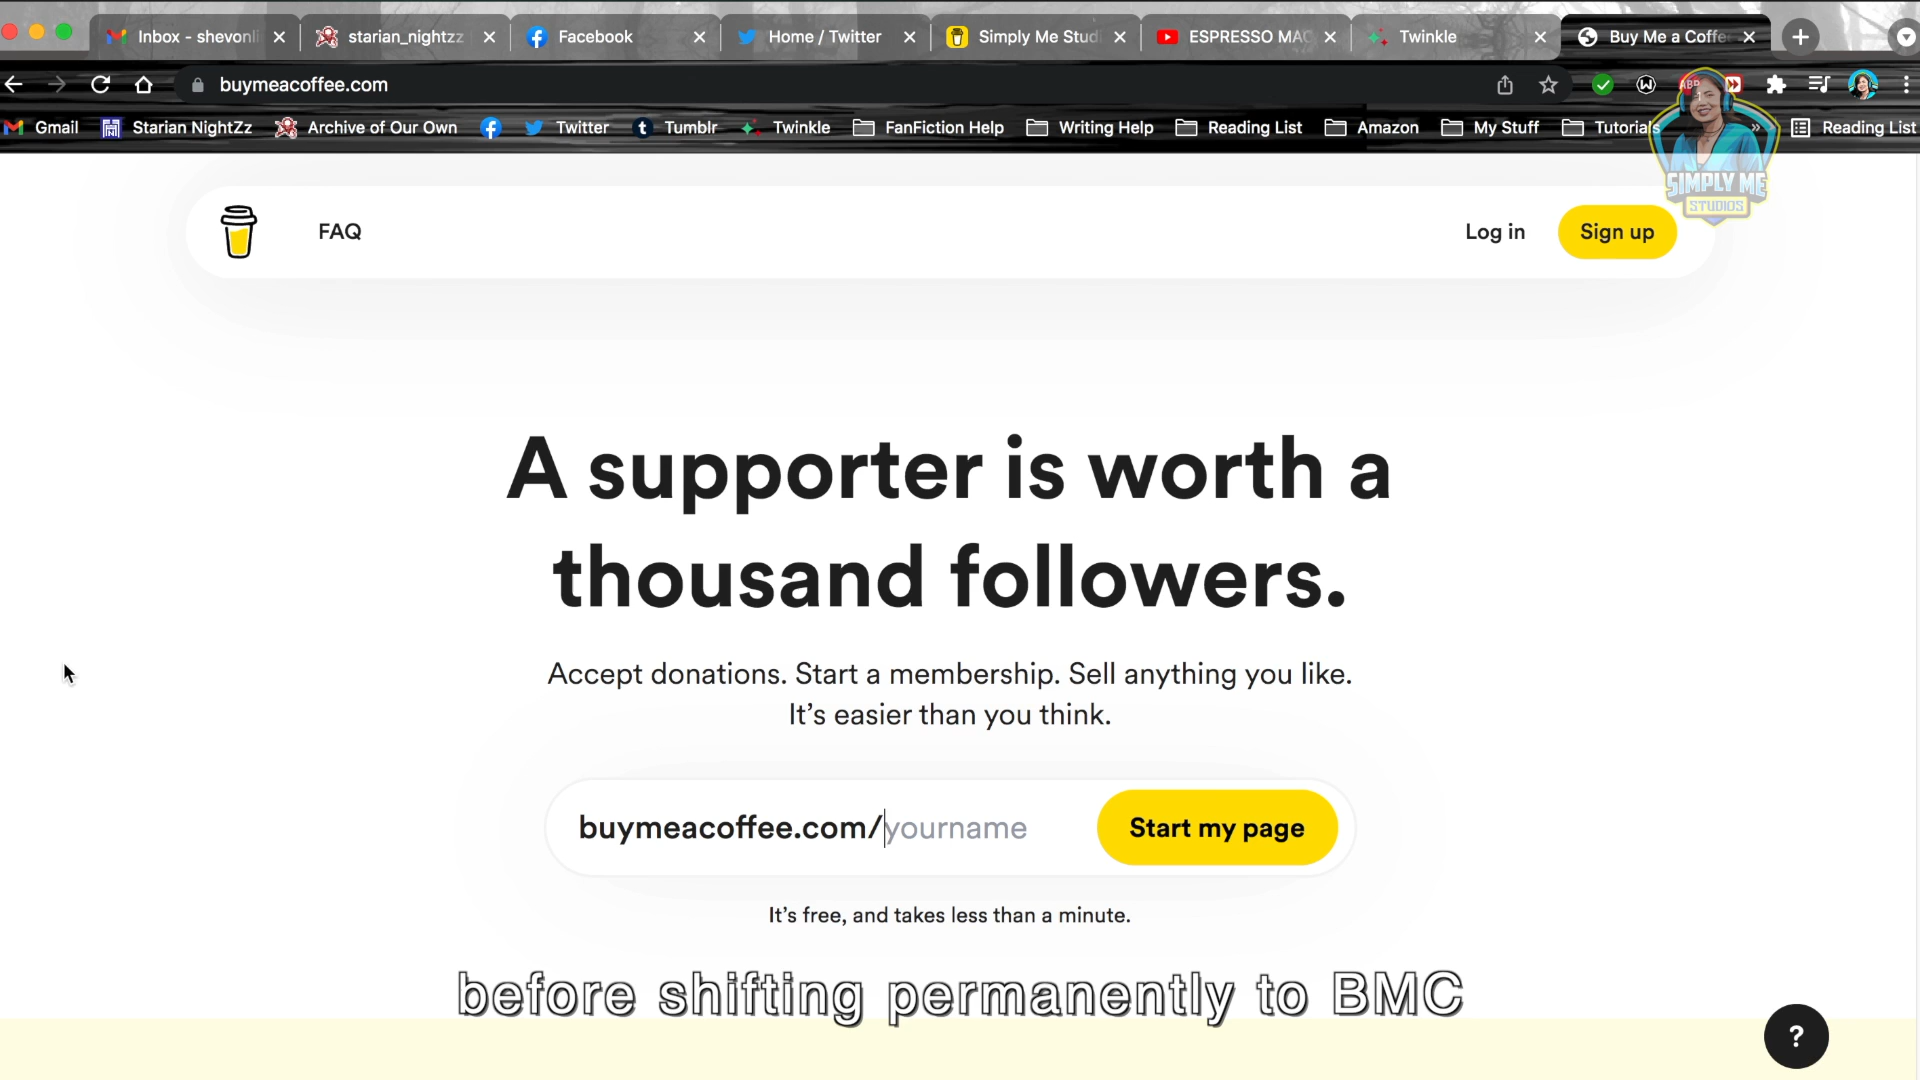 Inbox - shevonli
starian_nightzz
Facebook
Home / Twitter
Simply Me Stud
ESPRESSO MAC
Twinkle
Buy Me a Coffe
buymeacoffee.com
ABP
Gmail
Starian NightZz
Archive of Our Own
Twitter
Tumblr
Twinkle
FanFiction Help
Writing Help
Reading List
Amazon
My Stuff
Tutorials
Reading List
SIMPLY ME
STUDIOS
FAQ
Log in
Sign up
A supporter is worth a
thousand followers.
Accept donations. Start a membership. Sell anything you like.
It's easier than you think.
buymeacoffee.com/yourname
Start my page
It's free, and takes less than a minute.
before shifting permanently to BMC
?